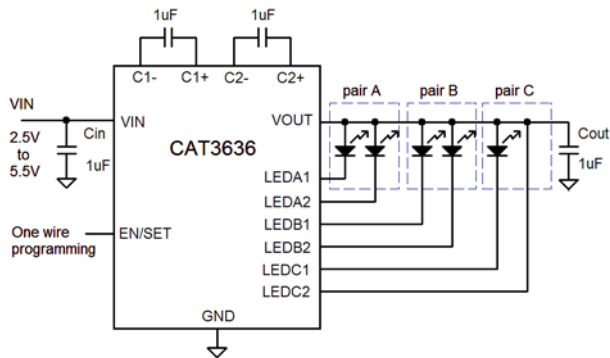 1uF
1uF
C1-
C1+
C2-
C2+
pair A
pair B
pair C
VIN
VIN
VOUT
Cin
Cout
2.5V
to
5.5V
1uF
1uF
CAT3636
LEDA1
LEDA2
LEDB1
One wire
programming
EN/SET
LEDB2
LEDC1
LEDC2
GND